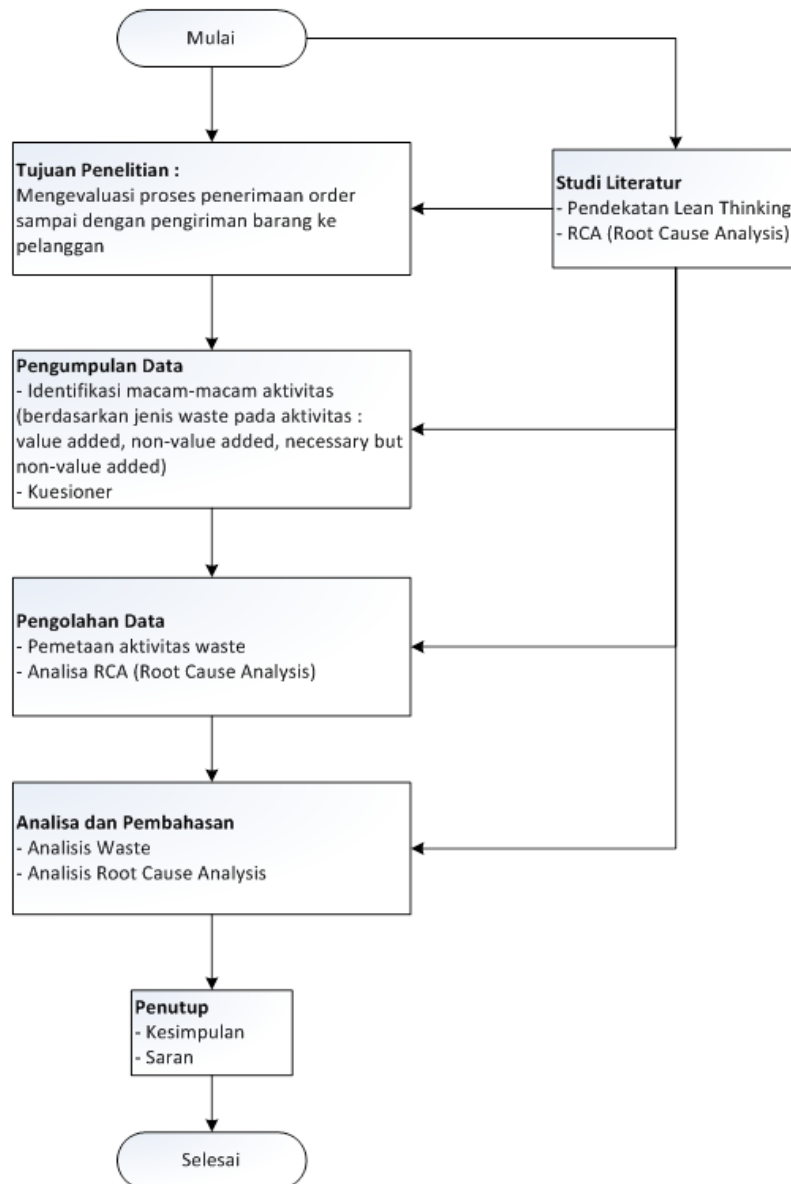 Mulai
Tujuan Penelitian :
Mengevaluasi proses penerimaan order
sampai dengan pengiriman barang ke
pelanggan
Studi Literatur
- Pendekatan Lean Thinking
- RCA (Root Cause Analysis)
Pengumpulan Data
- Identifikasi macam-macam aktivitas
(berdasarkan jenis waste pada aktivitas :
value added, non-value added, necessary but
non-value added)
- Kuesioner
Pengolahan Data
- Pemetaan aktivitas waste
- Analisa RCA (Root Cause Analysis)
Analisa dan Pembahasan
- Analisis Waste
- Analisis Root Cause Analysis
Penutup
- Kesimpulan
- Saran
Selesai